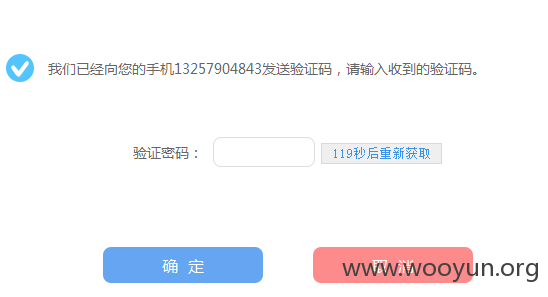 我们已经向您的手机13257904843发送验证码，请输入收到的验证码。
验证密码：
119秒后重新获取
确 定
取 消
www.wooyun.org